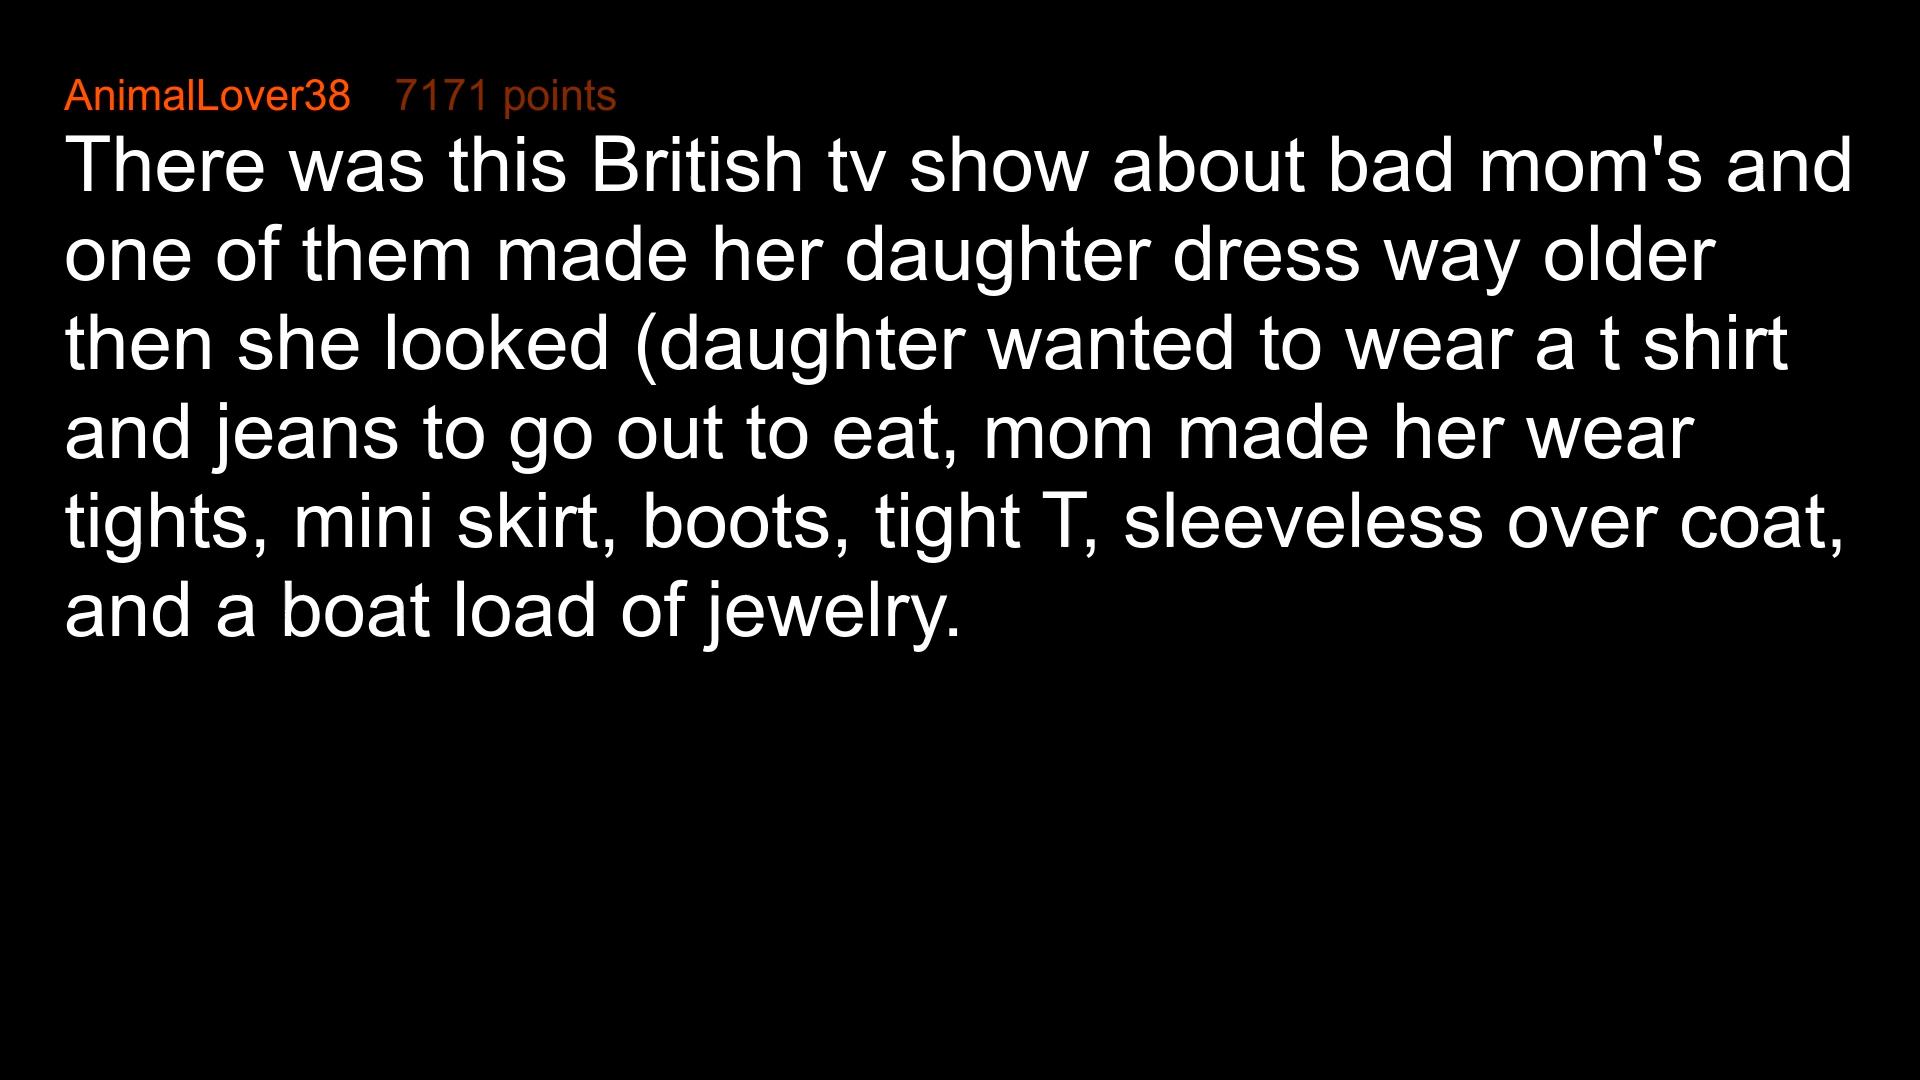 AnimalLover38 7171 points
There was this British tv show about bad mom's and
one of them made her daughter dress way older
then she looked (daughter wanted to wear a t shirt
and jeans to go out to eat, mom made her wear
tights, mini skirt, boots, tight T, sleeveless over coat,
and a boat load of jewelry.